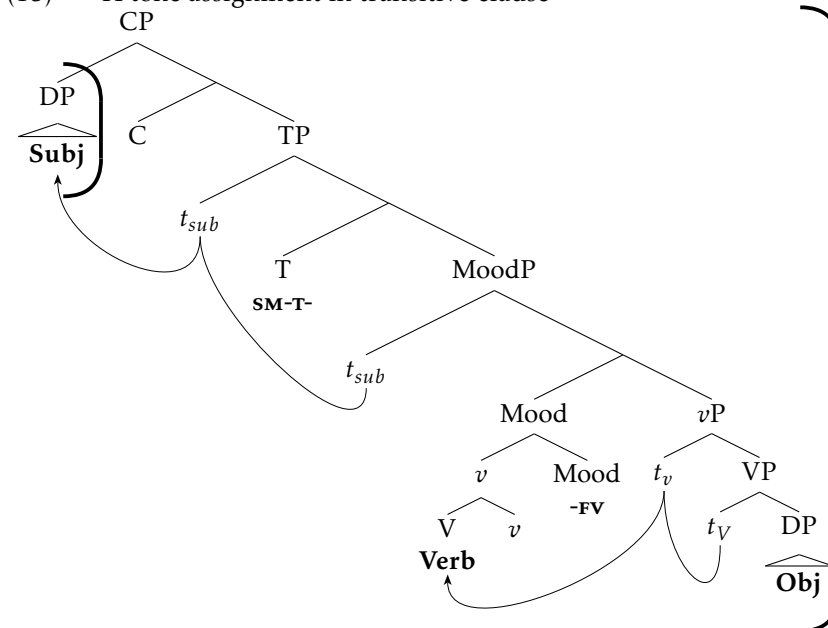 (15) H tone assignment in transitive clause
CP
DP
C TP
Subj
t_sub
T MoodP
SM-T-
t_sub
Mood vP
v Mood t_v VP
-FV
V v t_V DP
Verb Obj